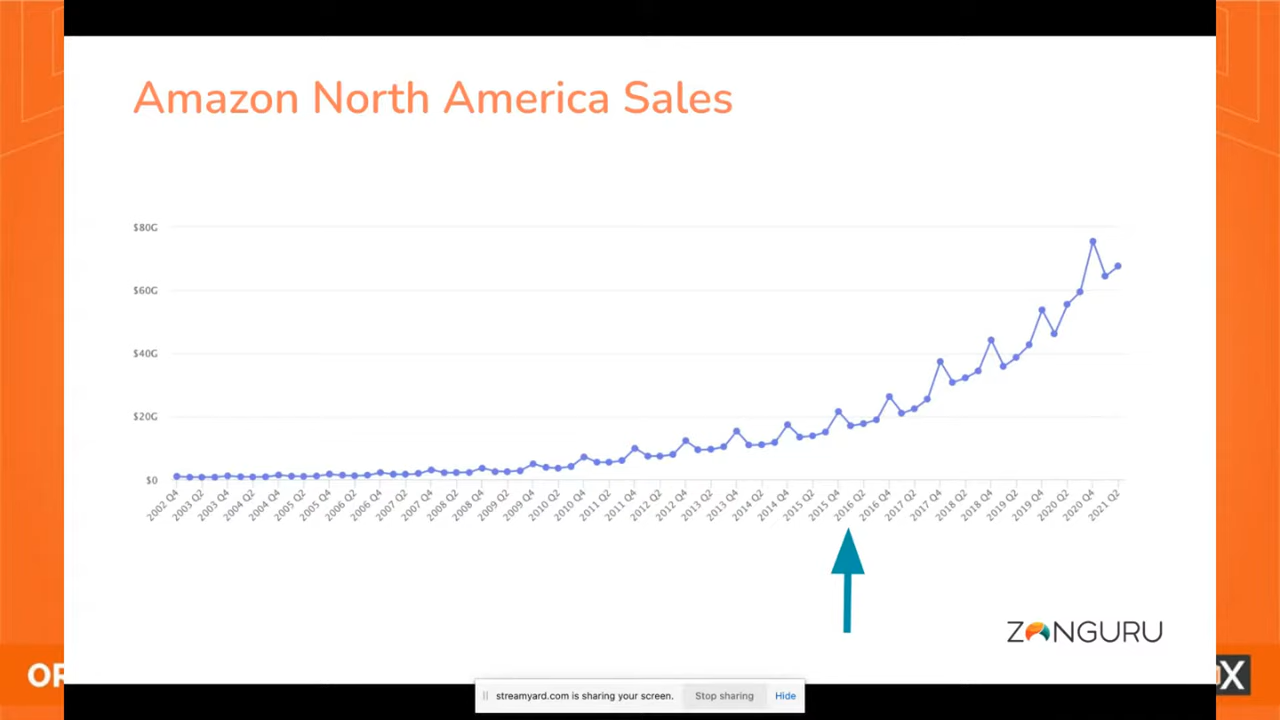 Amazon North America Sales
$80G
$60G
$40G
$20G
$0
2002 Q4
2003 Q2
2003 Q4
2004 Q2
2004 Q4
2005 Q2
2005 Q4
2006 Q2
2006 Q4
2007 Q2
2007 Q4
2008 Q2
2008 Q4
2009 Q2
2009 Q4
2010 Q2
2010 Q4
2011 Q2
2011 Q4
2012 Q2
2012 Q4
2013 Q2
2013 Q4
2014 Q2
2014 Q4
2015 Q2
2015 Q4
2016 Q2
2016 Q4
2017 Q2
2017 Q4
2018 Q2
2018 Q4
2019 Q2
2019 Q4
2020 Q2
2020 Q4
2021 Q2
ZONGURU
OR
X
streamyard.com is sharing your screen.
Stop sharing
Hide